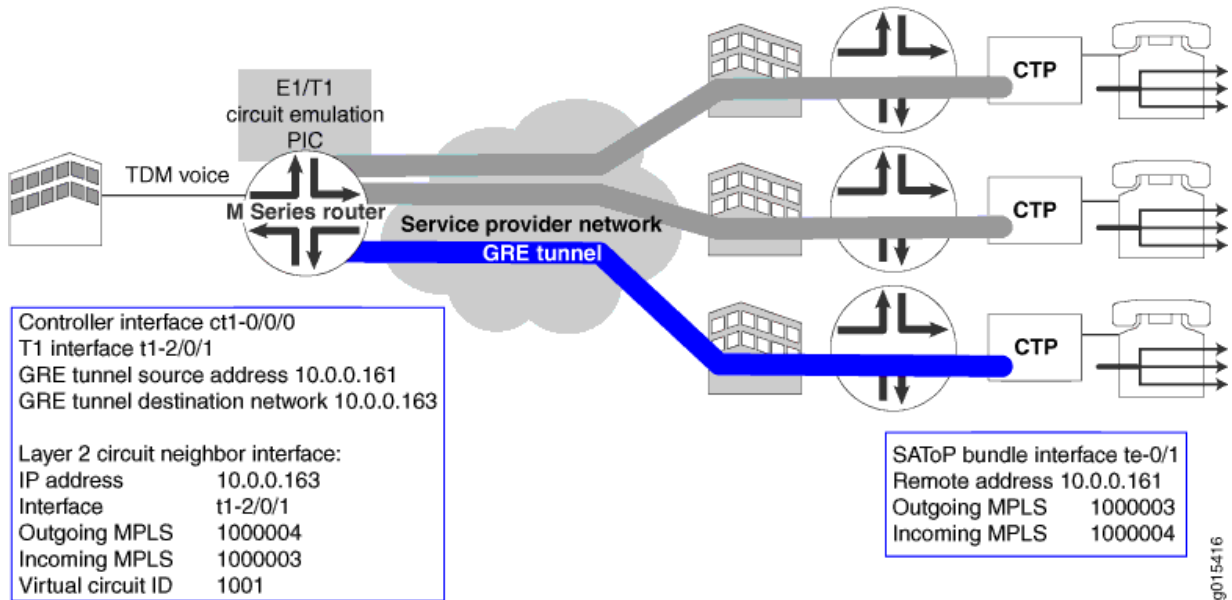 E1/T1
circuit emulation
PIC
TDM voice
M Series router
Service provider network
GRE tunnel
CTP
CTP
CTP
Controller interface ct1-0/0/0
T1 interface t1-2/0/1
GRE tunnel source address 10.0.0.161
GRE tunnel destination network 10.0.0.163
Layer 2 circuit neighbor interface:
IP address 10.0.0.163
Interface t1-2/0/1
Outgoing MPLS 1000004
Incoming MPLS 1000003
Virtual circuit ID 1001
SAToP bundle interface te-0/1
Remote address 10.0.0.161
Outgoing MPLS 1000003
Incoming MPLS 1000004
g015416